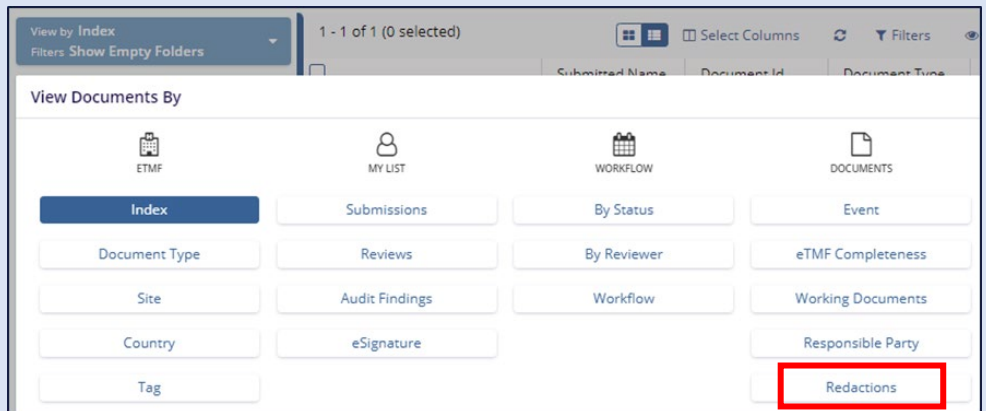 View by Index
Filters Show Empty Folders
1 - 1 of 1 (0 selected)
Select Columns
Filters
Submitted Name
Document Id
Document Type
View Documents By
ETMF
MY LIST
WORKFLOW
DOCUMENTS
Index
Submissions
By Status
Event
Document Type
Reviews
By Reviewer
eTMF Completeness
Site
Audit Findings
Workflow
Working Documents
Country
eSignature
Responsible Party
Tag
Redactions